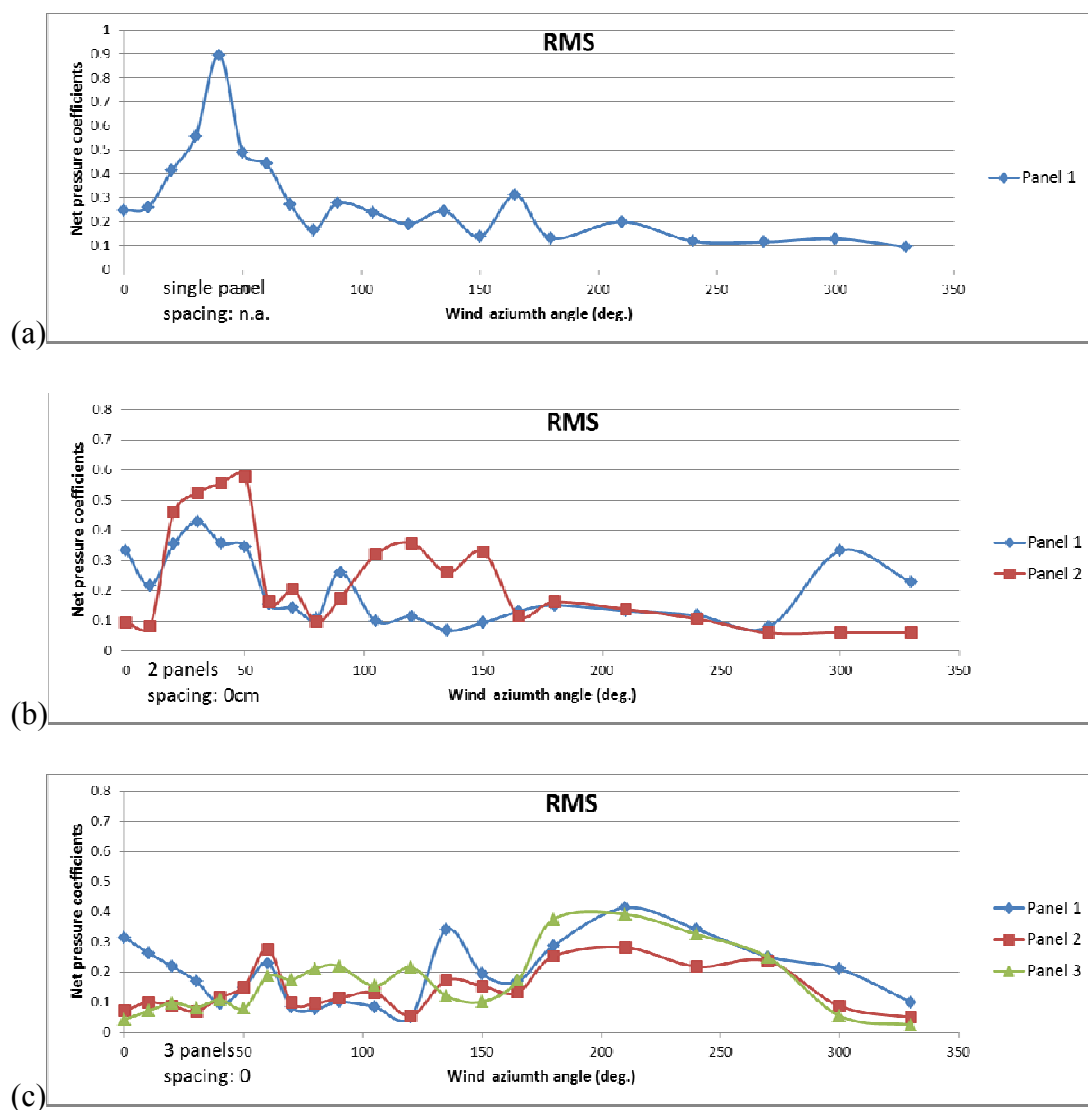 RMS
Net pressure coefficients
1
0.9
0.8
0.7
0.6
0.5
0.4
0.3
0.2
0.1
0
Panel 1
0 50 100 150 200 250 300 350
single panel
spacing: n.a.
Wind aziumth angle (deg.)
(a)
RMS
Net pressure coefficients
0.8
0.7
0.6
0.5
0.4
0.3
0.2
0.1
0
Panel 1
Panel 2
0 50 100 150 200 250 300 350
2 panels
spacing: 0cm
Wind aziumth angle (deg.)
(b)
RMS
Net pressure coefficients
0.8
0.7
0.6
0.5
0.4
0.3
0.2
0.1
0
Panel 1
Panel 2
Panel 3
0 50 100 150 200 250 300 350
3 panels
spacing: 0
Wind aziumth angle (deg.)
(c)